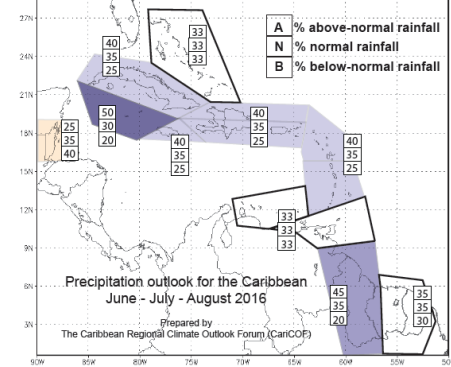 27N
24N
21N
18N
15N
12N
9N
6N
3N
90W
85W
80W
75W
70W
65W
60W
55W
50
A % above-normal rainfall
N % normal rainfall
B % below-normal rainfall
33
33
33
40
35
25
50
30
20
25
35
40
40
35
25
40
35
25
40
35
25
33
33
33
45
35
20
35
35
30
Precipitation outlook for the Caribbean
June - July - August 2016
Prepared by
The Caribbean Regional Climate Outlook Forum (CariCOF)